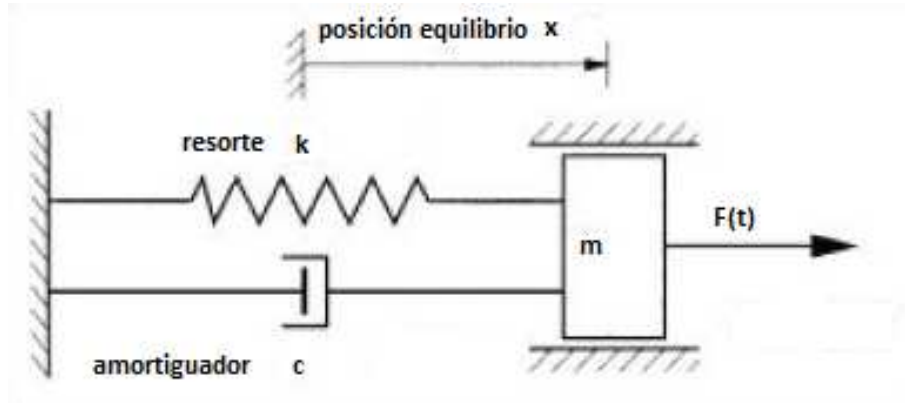 posición equilibrio x
resorte k
F(t)
m
amortiguador c